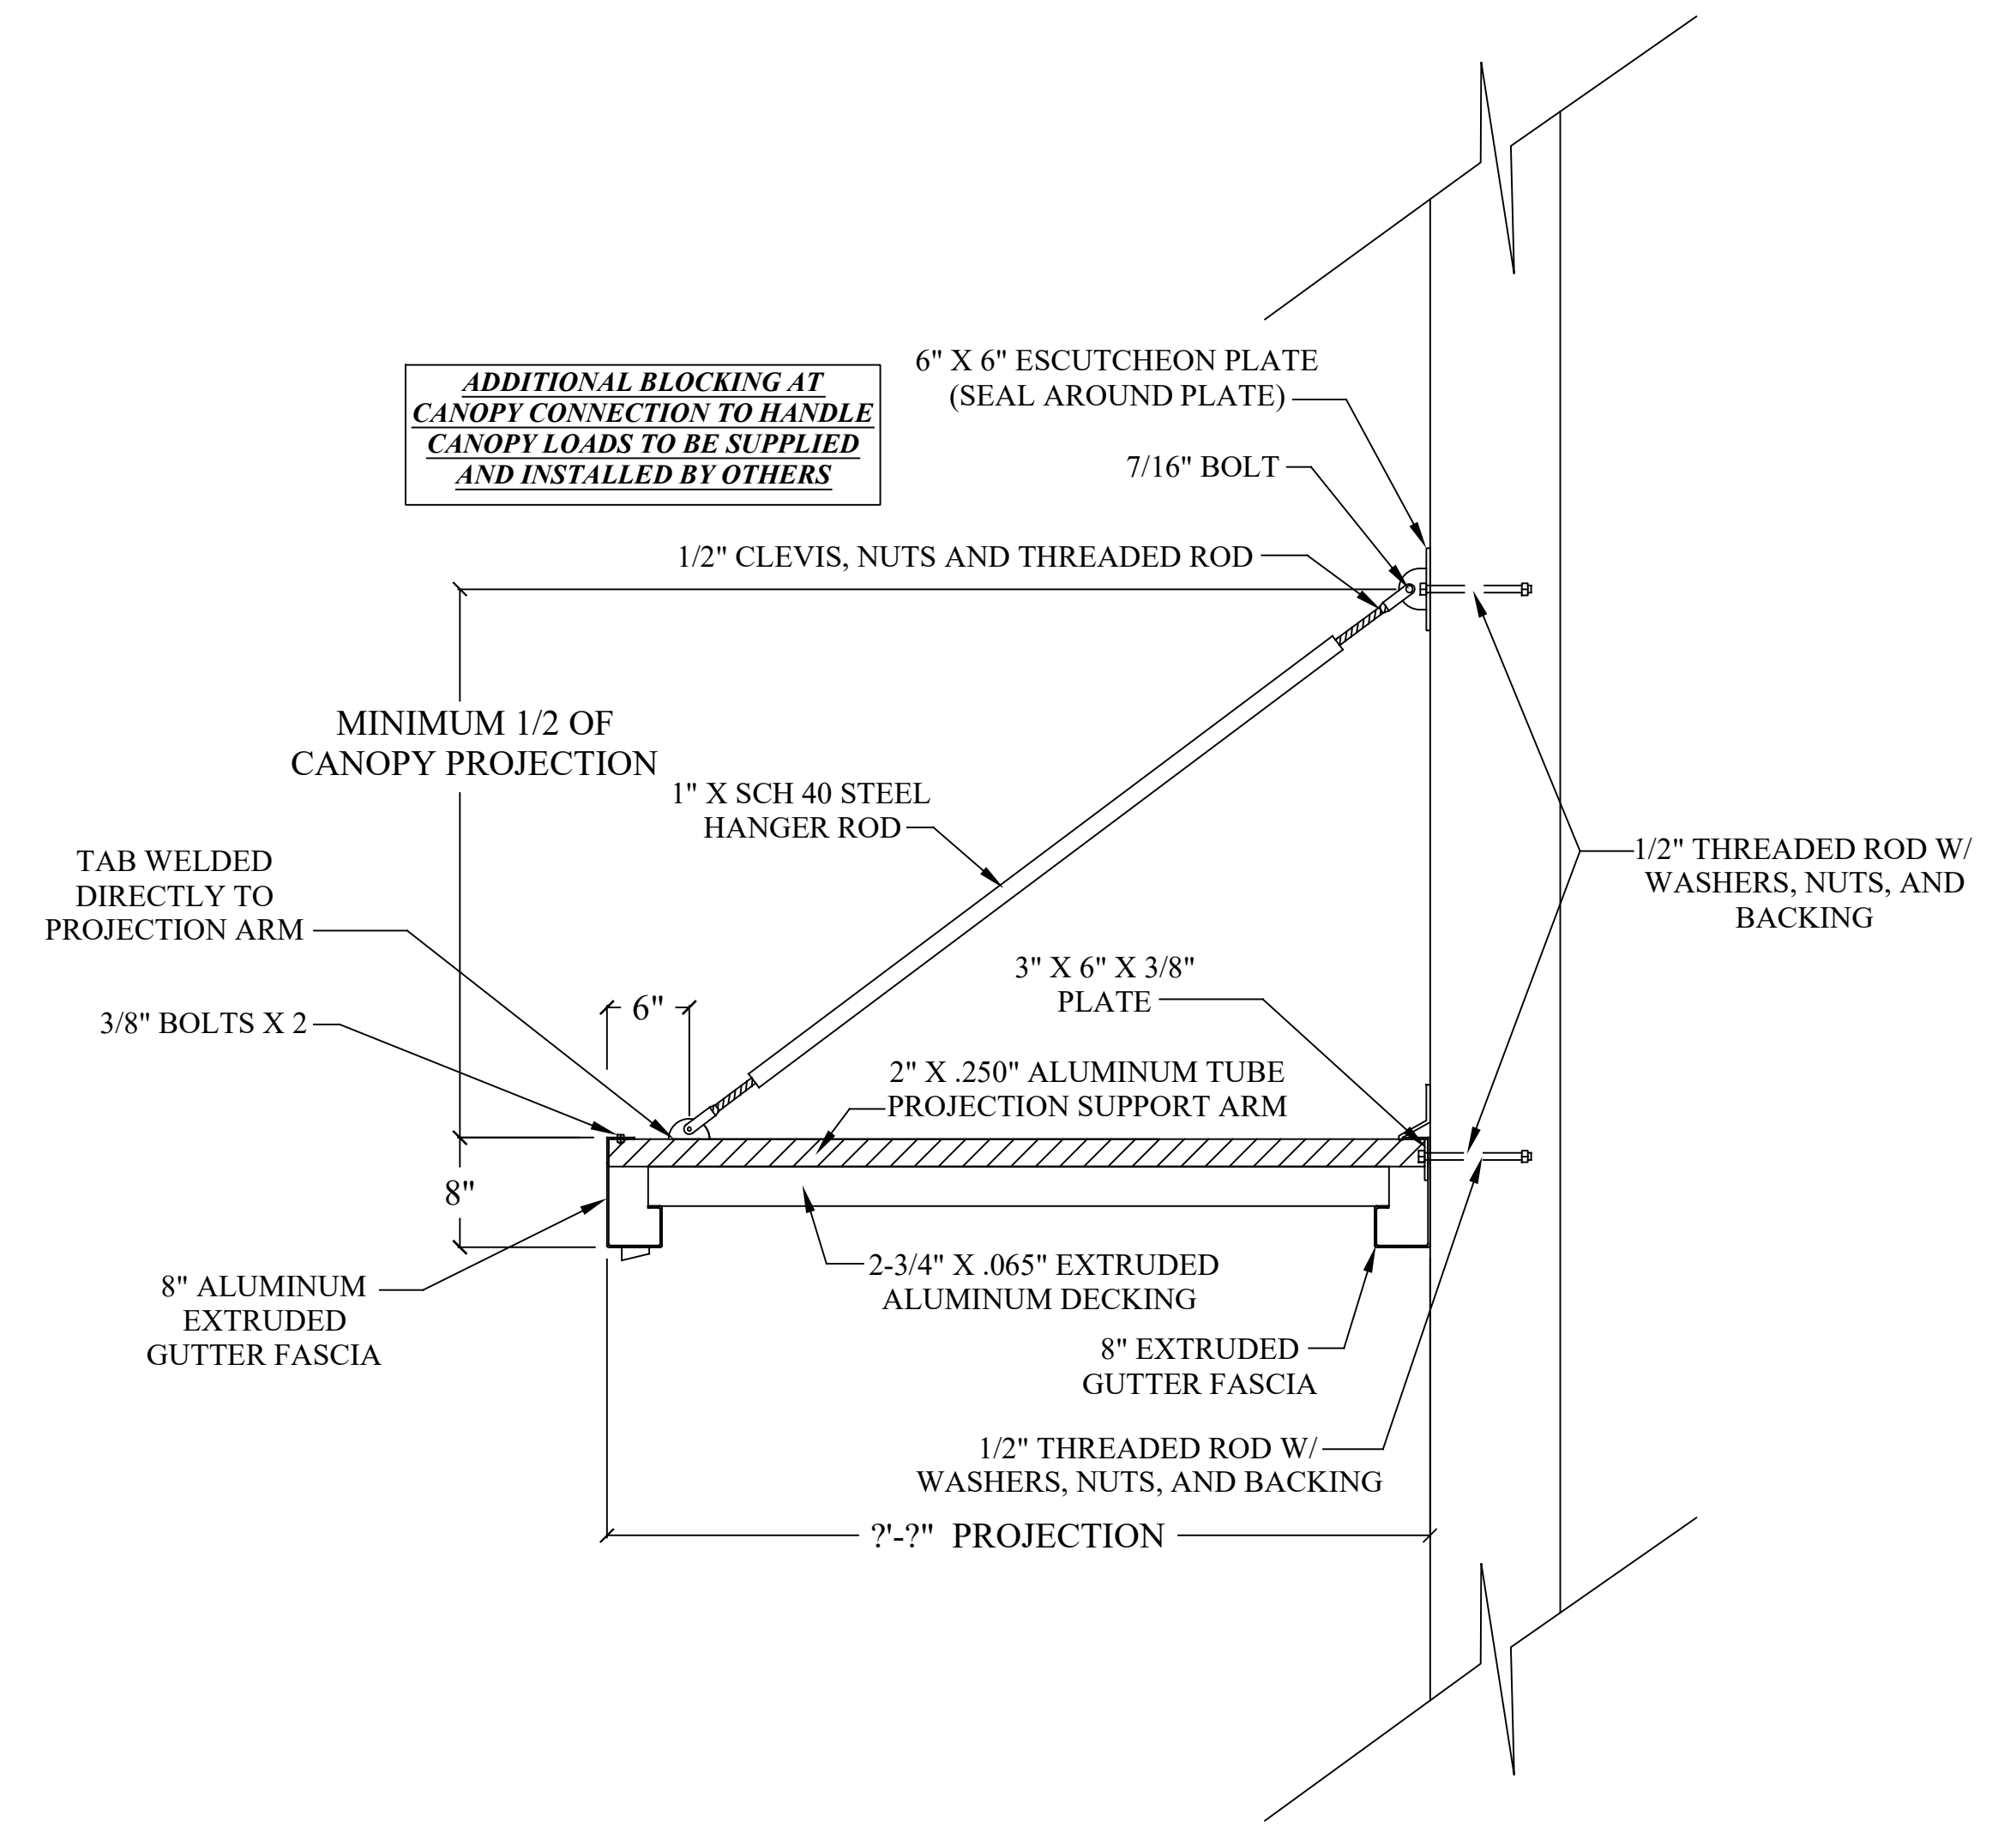 6" X 6" ESCUTCHEON PLATE
(SEAL AROUND PLATE)
ADDITIONAL BLOCKING AT
CANOPY CONNECTION TO HANDLE
CANOPY LOADS TO BE SUPPLIED
AND INSTALLED BY OTHERS
7/16" BOLT
1/2" CLEVIS, NUTS AND THREADED ROD
MINIMUM 1/2 OF
CANOPY PROJECTION
1" X SCH 40 STEEL
HANGER ROD
1/2" THREADED ROD W/
WASHERS, NUTS, AND
BACKING
TAB WELDED
DIRECTLY TO
PROJECTION ARM
3" X 6" X 3/8"
PLATE
6"
3/8" BOLTS X 2
2" X .250" ALUMINUM TUBE
PROJECTION SUPPORT ARM
8"
2-3/4" X .065" EXTRUDED
ALUMINUM DECKING
8" ALUMINUM
EXTRUDED
GUTTER FASCIA
8" EXTRUDED
GUTTER FASCIA
1/2" THREADED ROD W/
WASHERS, NUTS, AND BACKING
?'-?" PROJECTION